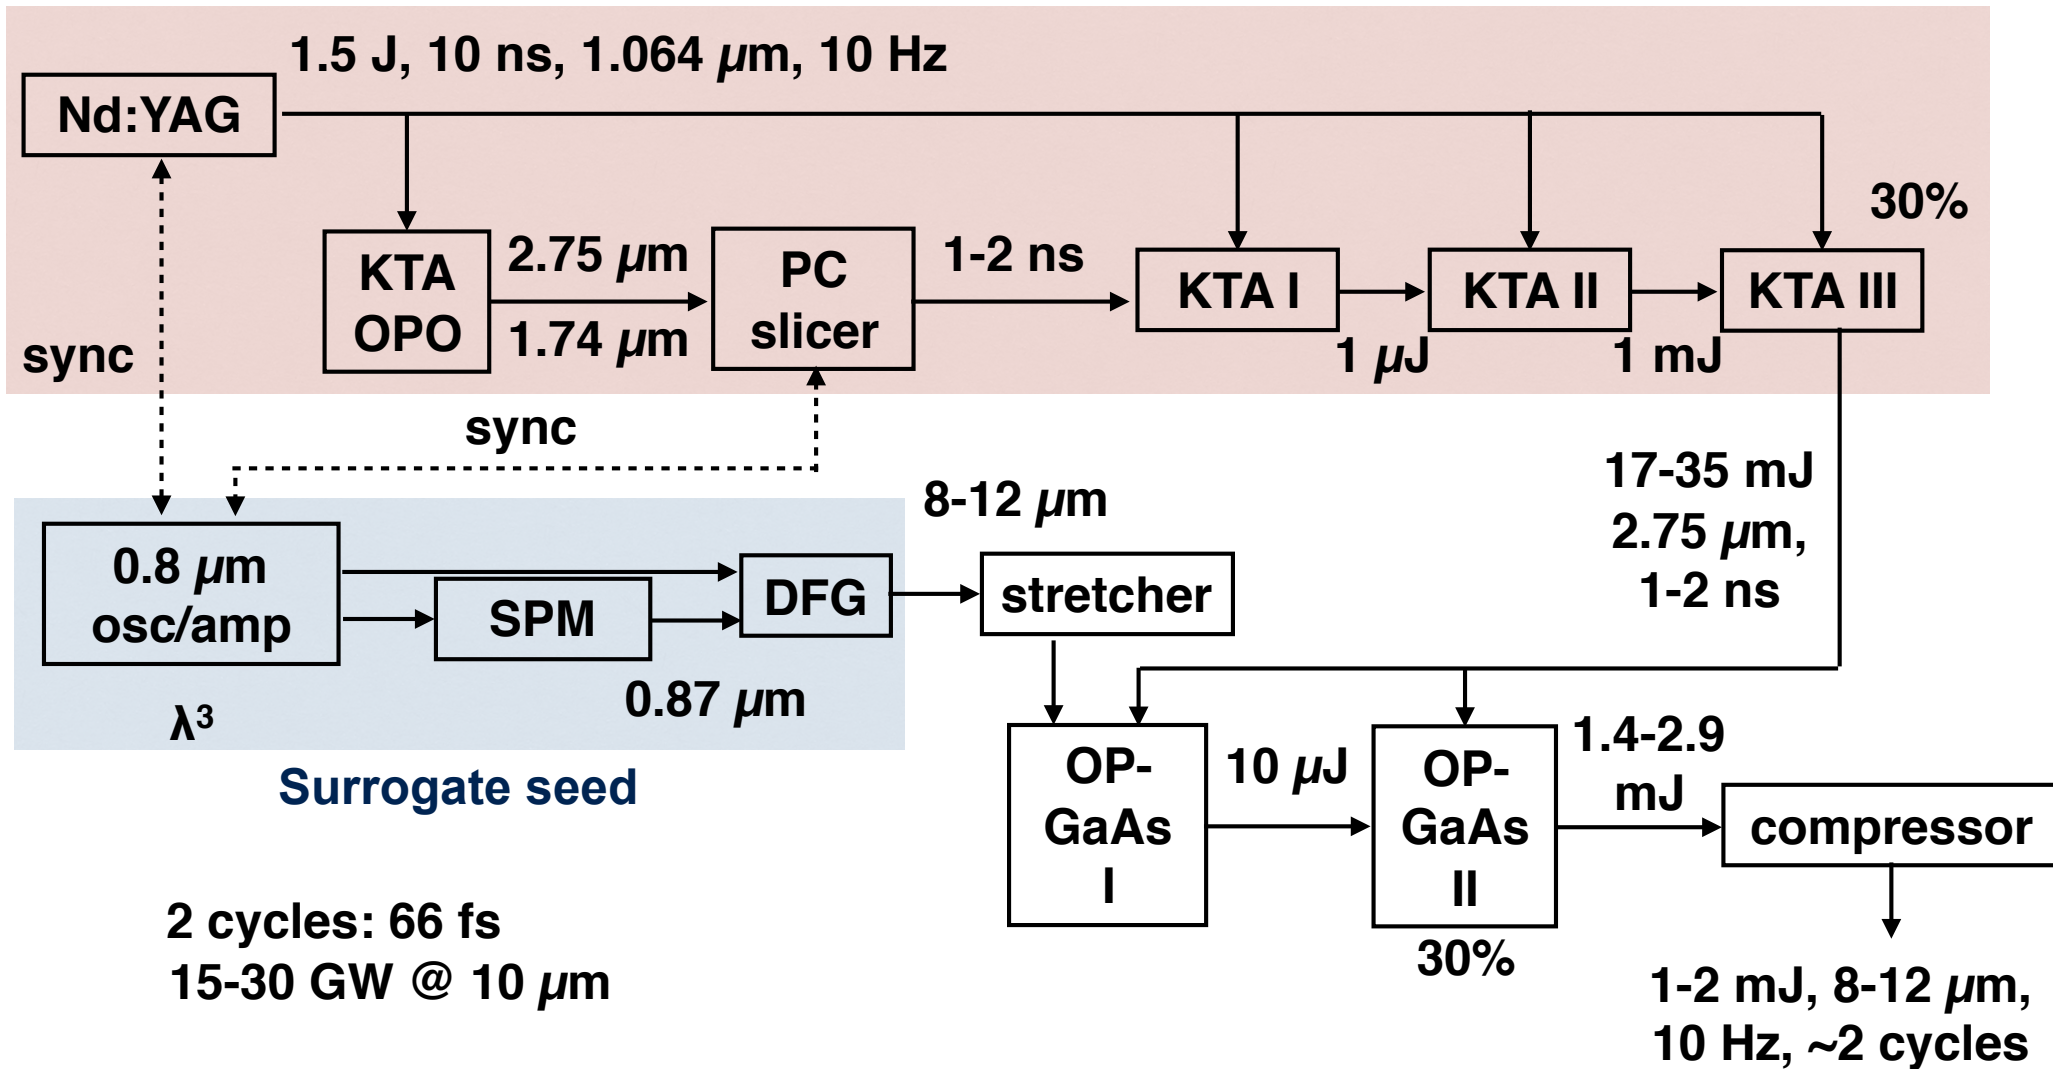 1.5 J, 10 ns, 1.064 µm, 10 Hz
Nd:YAG
30%
KTA
OPO
2.75 µm
1.74 µm
PC
slicer
1-2 ns
KTA I
KTA II
KTA III
1 µJ
1 mJ
sync
sync
17-35 mJ
2.75 µm,
1-2 ns
0.8 µm
osc/amp
SPM
DFG
8-12 µm
stretcher
0.87 µm
λ³
Surrogate seed
OP-
GaAs
I
10 µJ
OP-
GaAs
II
30%
1.4-2.9
mJ
compressor
2 cycles: 66 fs
15-30 GW @ 10 µm
1-2 mJ, 8-12 µm,
10 Hz, ~2 cycles